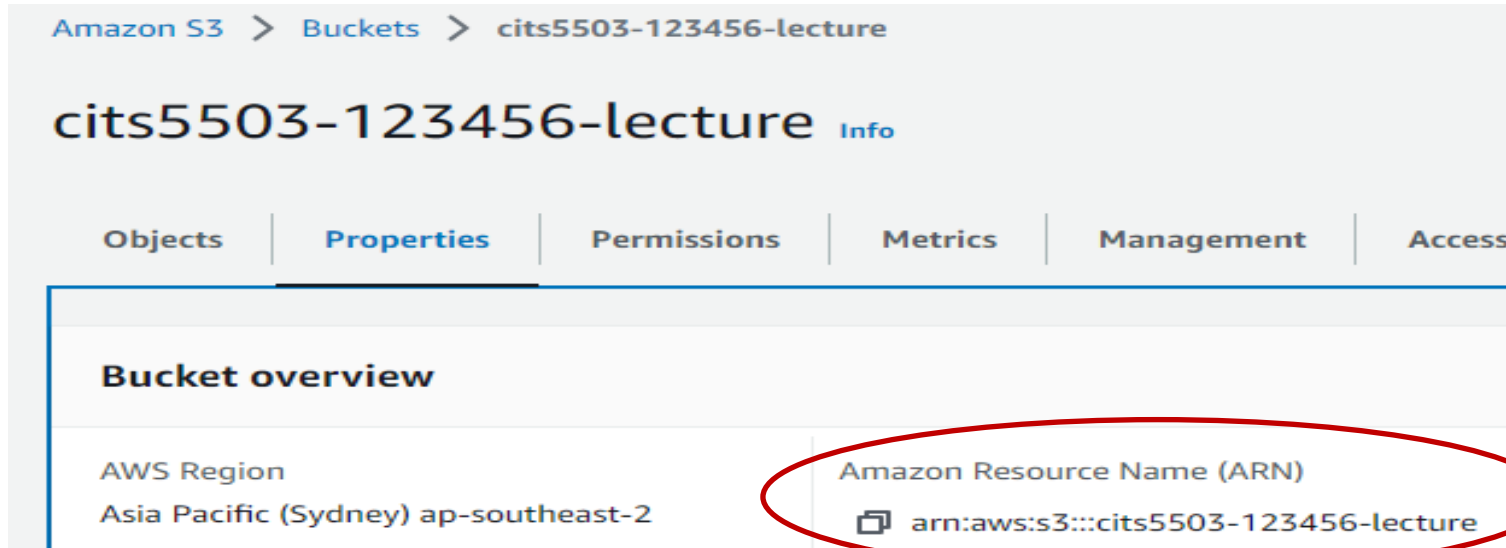 Amazon S3 > Buckets > cits5503-123456-lecture
cits5503-123456-lecture Info
Objects Properties Permissions Metrics Management Access
Bucket overview
AWS Region Amazon Resource Name (ARN)
Asia Pacific (Sydney) ap-southeast-2 arn:aws:s3:::cits5503-123456-lecture